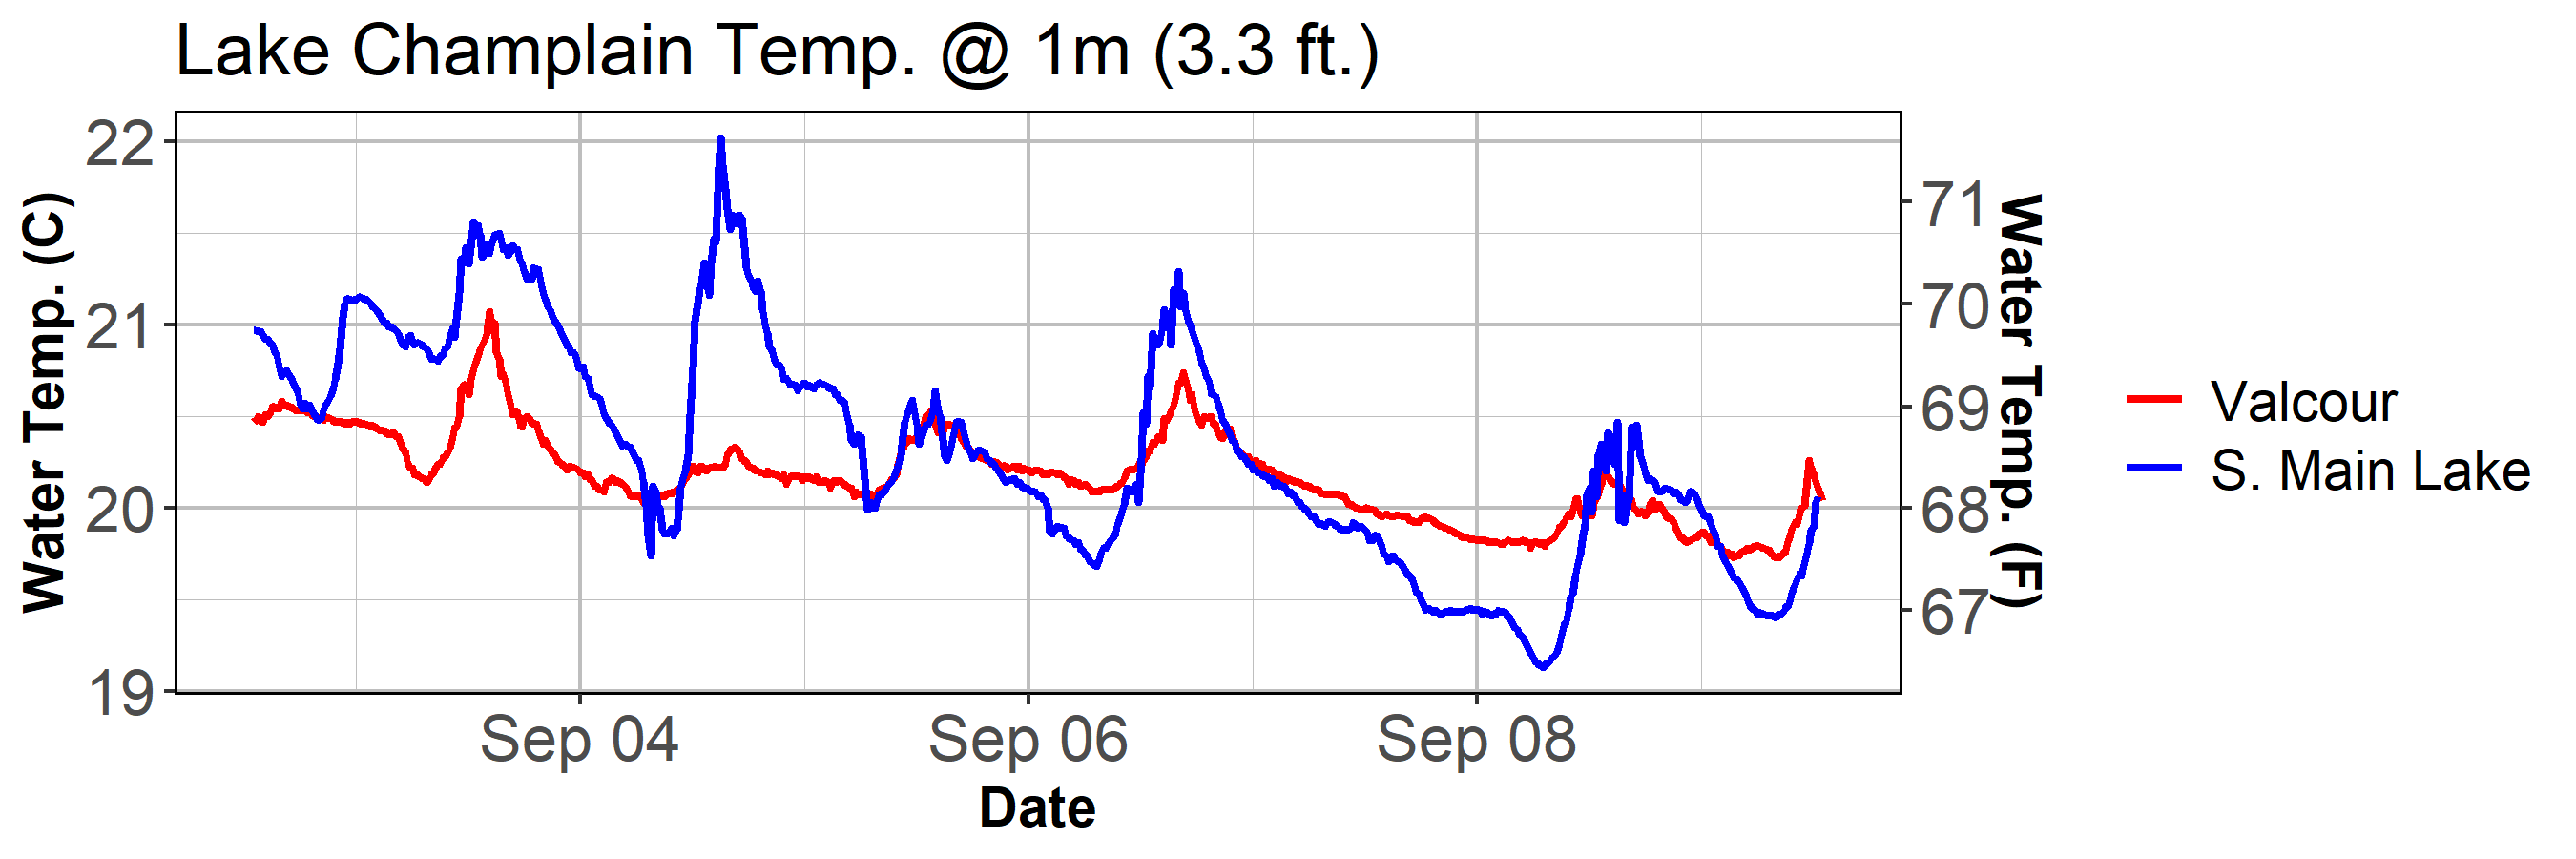 Lake Champlain Temp. @ 1m (3.3 ft.)
Water Temp. (C)
22
21
20
19
71
70
69
68
67
Water Temp. (F)
Sep 04
Sep 06
Sep 08
Date
Valcour
S. Main Lake